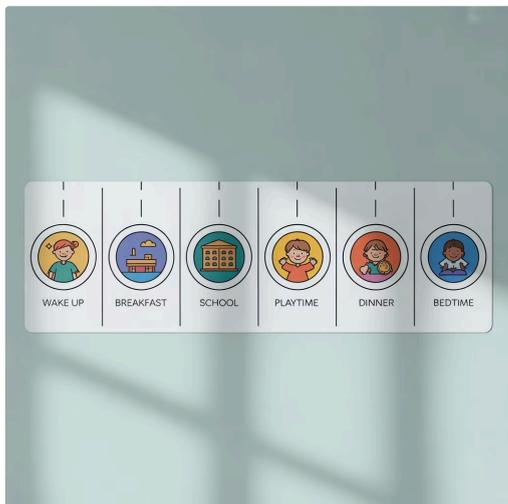 WAKE UP
BREAKFAST
SCHOOL
PLAYTIME
DINNER
BEDTIME